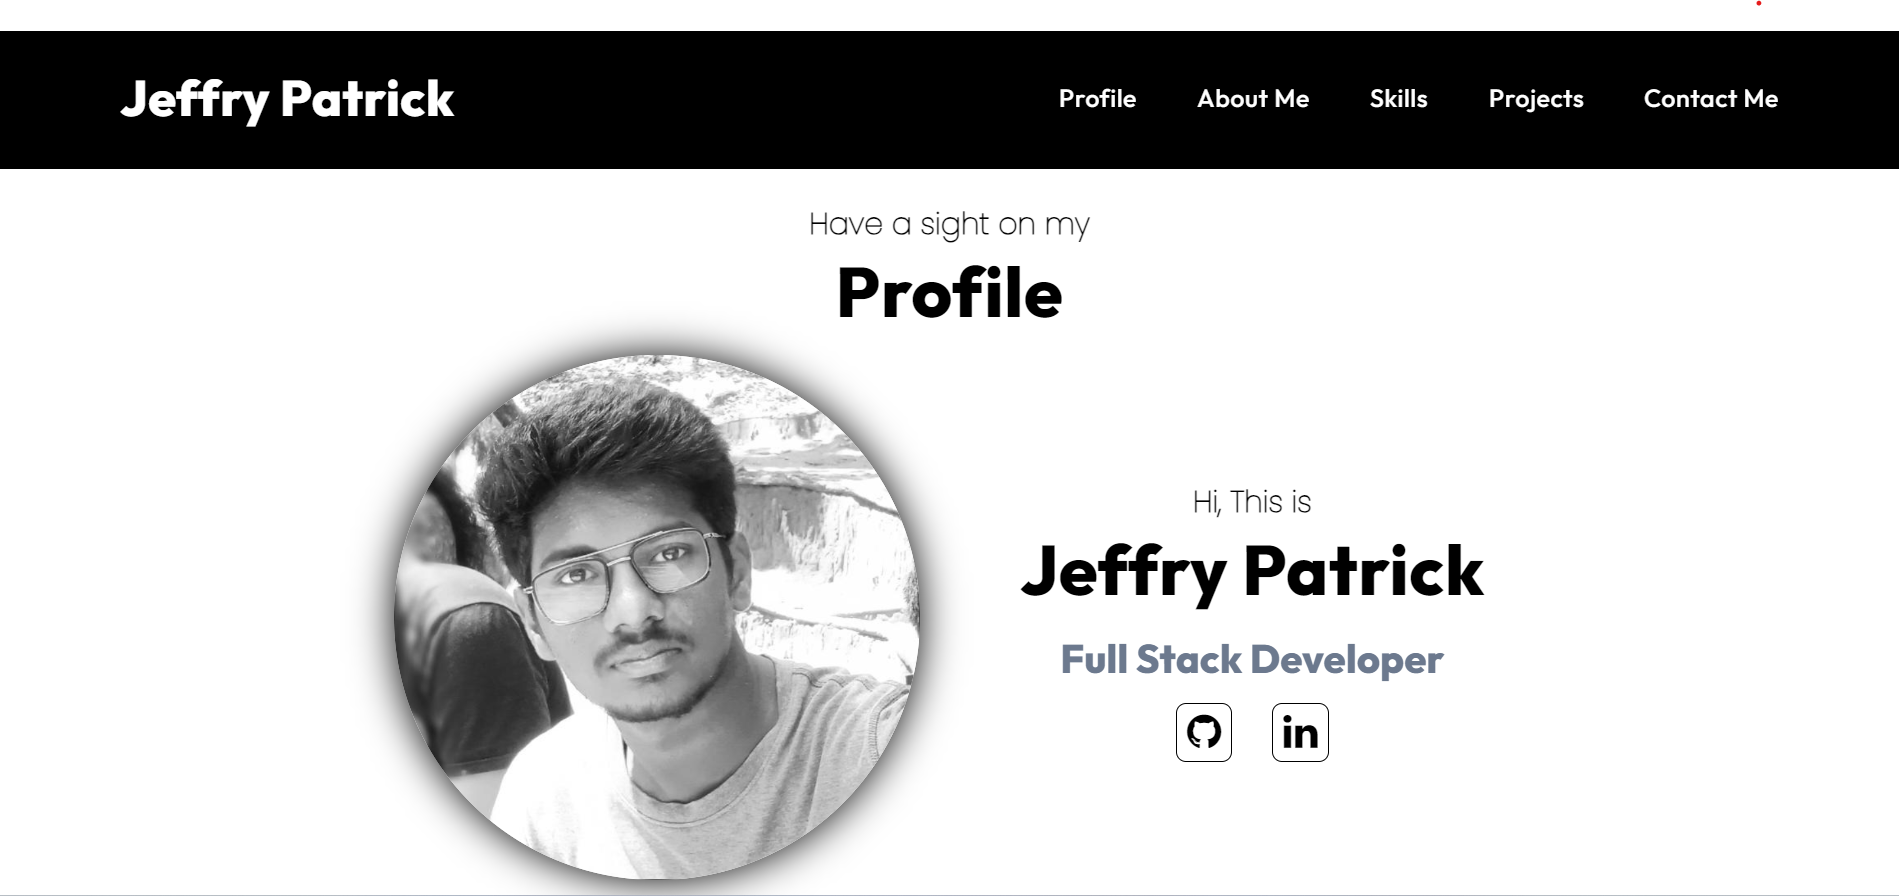 Jeffry Patrick
Profile About Me Skills Projects Contact Me
Have a sight on my
Profile
Hi, This is
Jeffry Patrick
Full Stack Developer
in